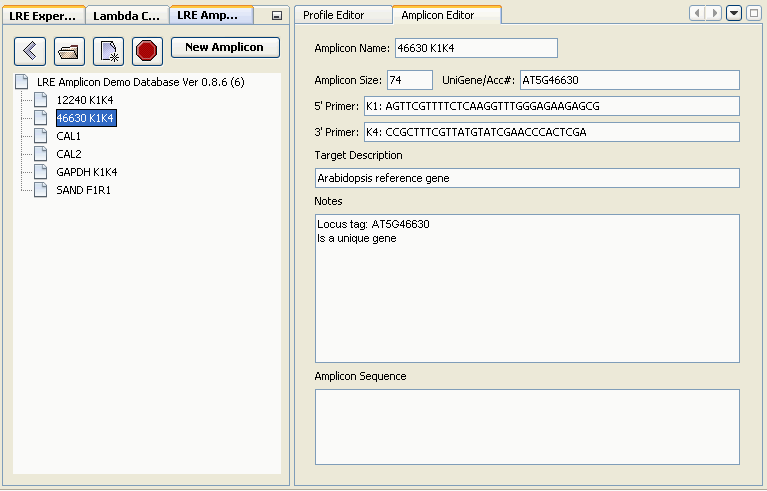 LRE Exper...
Lambda C...
LRE Amp...
New Amplicon
LRE Amplicon Demo Database Ver 0.8.6 (6)
12240 K1K4
46630 K1K4
CAL1
CAL2
GAPDH K1K4
SAND F1R1
Profile Editor
Amplicon Editor
Amplicon Name: 46630 K1K4
Amplicon Size: 74 UniGene/Acc#: AT5G46630
5' Primer: K1: AGTTCGTTTTCTCAAGGTTTGGGAGAAGAGCG
3' Primer: K4: CCGCTTTCGTTATGTATCGAACCCACTCGA
Target Description
Arabidopsis reference gene
Notes
Locus tag: AT5G46630
Is a unique gene
Amplicon Sequence